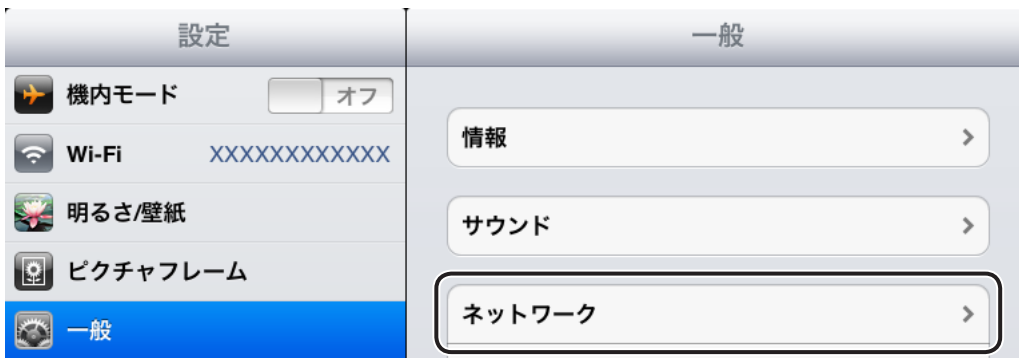 設定
機内モード オフ
Wi-Fi XXXXXXXXXXXX
明るさ/壁紙
ピクチャフレーム
一般
一般
情報
サウンド
ネットワーク